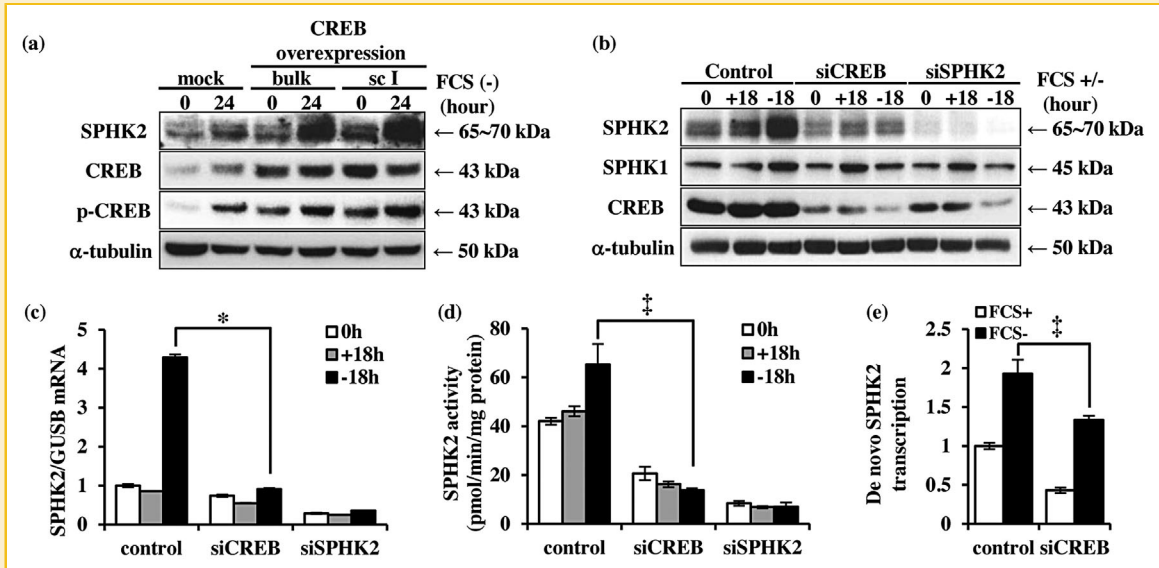 (a)
CREB
overexpression
mock bulk sc I FCS (-)
0 24 0 24 0 24 (hour)
SPHK2 ← 65~70 kDa
CREB ← 43 kDa
p-CREB ← 43 kDa
α-tubulin ← 50 kDa
(b)
Control siCREB siSPHK2 FCS +/-
0 +18 -18 0 +18 -18 0 +18 -18 (hour)
SPHK2 ← 65~70 kDa
SPHK1 ← 45 kDa
CREB ← 43 kDa
α-tubulin ← 50 kDa
(c)
SPHK2/GUSB mRNA
5
4
3
2
1
0
*
0h
+18h
-18h
control siCREB siSPHK2
(d)
SPHK2 activity
(pmol/min/mg protein)
80
60
40
20
0
‡
0h
+18h
-18h
control siCREB siSPHK2
(e)
FCS+
FCS-
De novo SPHK2
transcription
2.5
2
1.5
1
0.5
0
‡
control siCREB